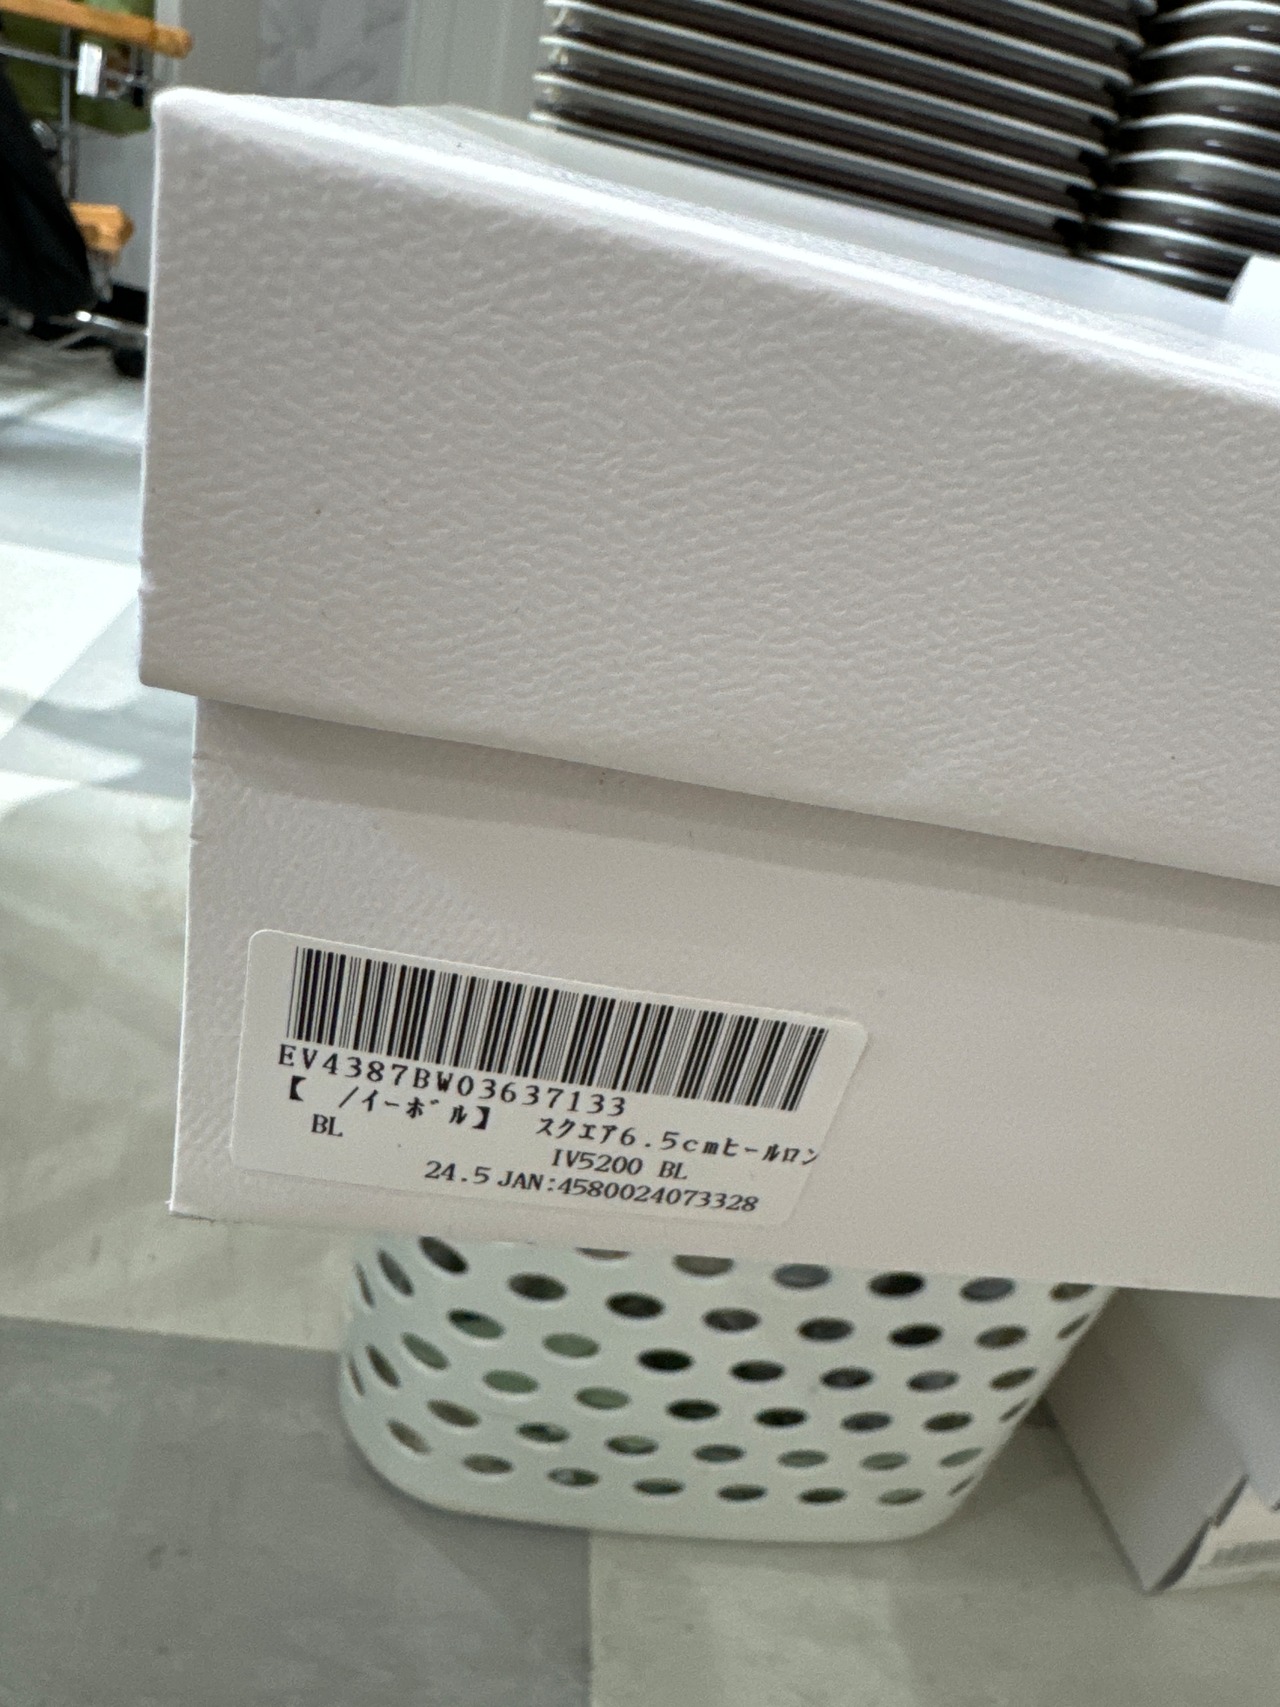 EV4387BW03637133
【 /イーボル】 スクエア6.5cmヒールロン
BL IV5200 BL
24.5 JAN:4580024073328